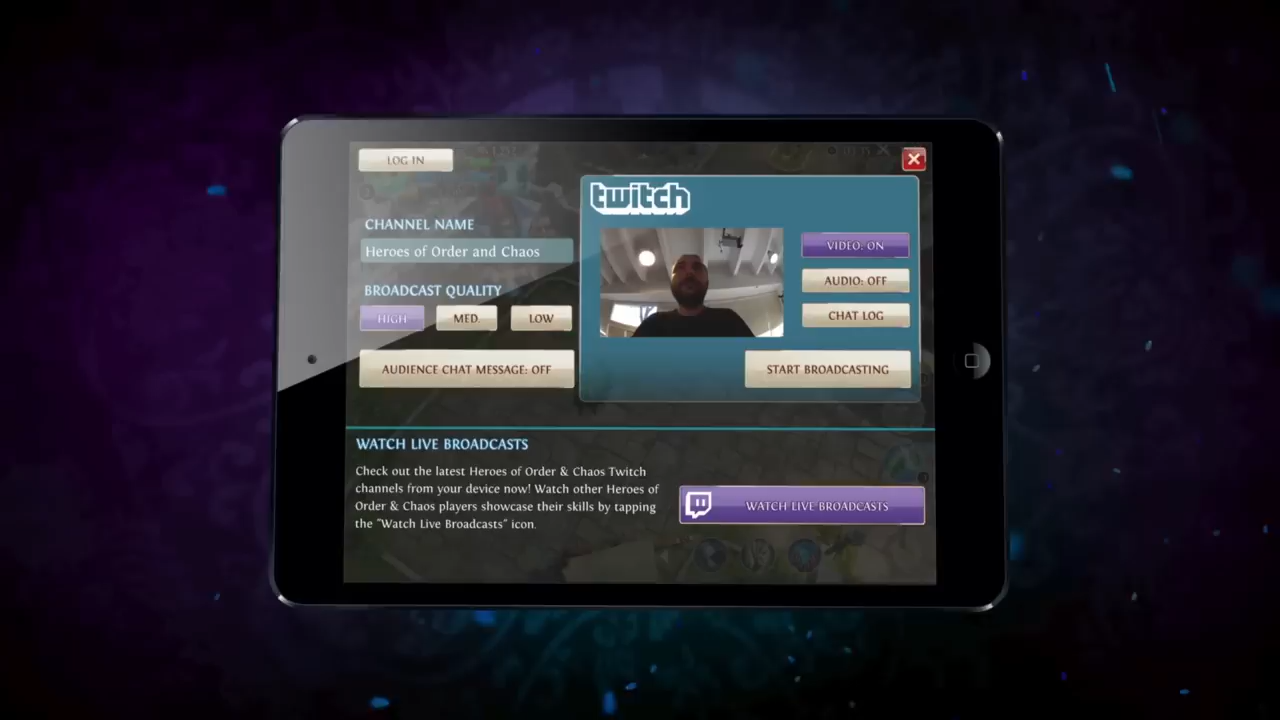 LOG IN
twitch
CHANNEL NAME
Heroes of Order and Chaos
VIDEO: ON
AUDIO: OFF
BROADCAST QUALITY
HIGH
MED.
LOW
CHAT LOG
AUDIENCE CHAT MESSAGE: OFF
START BROADCASTING
WATCH LIVE BROADCASTS
Check out the latest Heroes of Order & Chaos Twitch
channels from your device now! Watch other Heroes of
Order & Chaos players showcase their skills by tapping
the "Watch Live Broadcasts" icon.
WATCH LIVE BROADCASTS